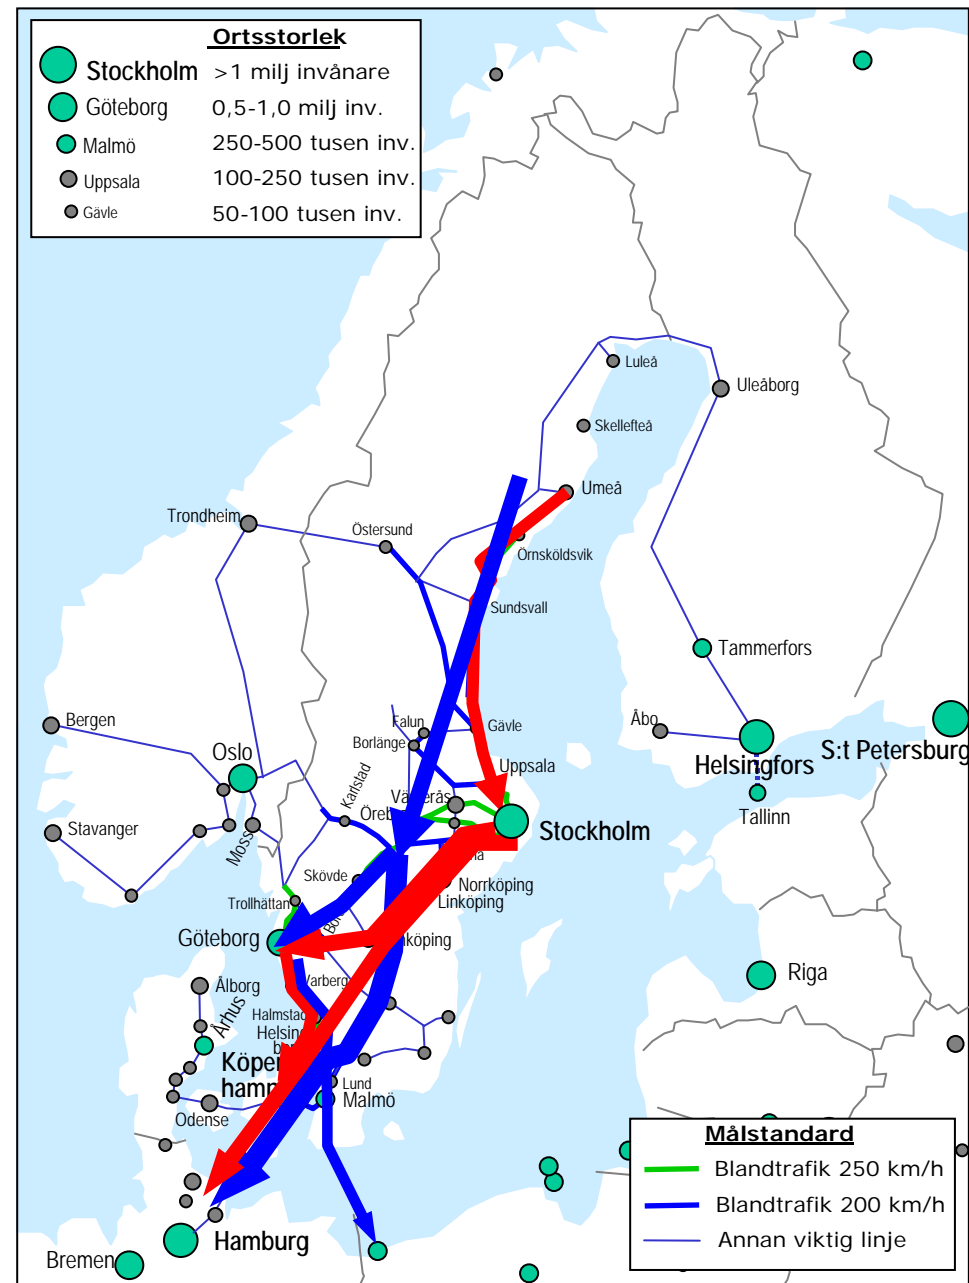 Ortsstorlek
Stockholm >1 milj invånare
Göteborg 0,5-1,0 milj inv.
Malmö 250-500 tusen inv.
Uppsala 100-250 tusen inv.
Gävle 50-100 tusen inv.
Luleå
Uleåborg
Skellefteå
Umeå
Trondheim
Östersund
Örnsköldsvik
Sundsvall
Tammerfors
Bergen
Falun
Gävle
Åbo
Borlänge
Oslo
Helsingfors
S:t Petersburg
Uppsala
Karlstad
Västerås
Tallinn
Stavanger
Stockholm
Moss
Skövde
Norrköping
Linköping
Trollhättan
Göteborg
Riga
Ålborg
Varberg
Århus
Halmstad
Lund
Malmö
Odense
Målstandard
Blandtrafik 250 km/h
Blandtrafik 200 km/h
Annan viktig linje
Hamburg
Bremen